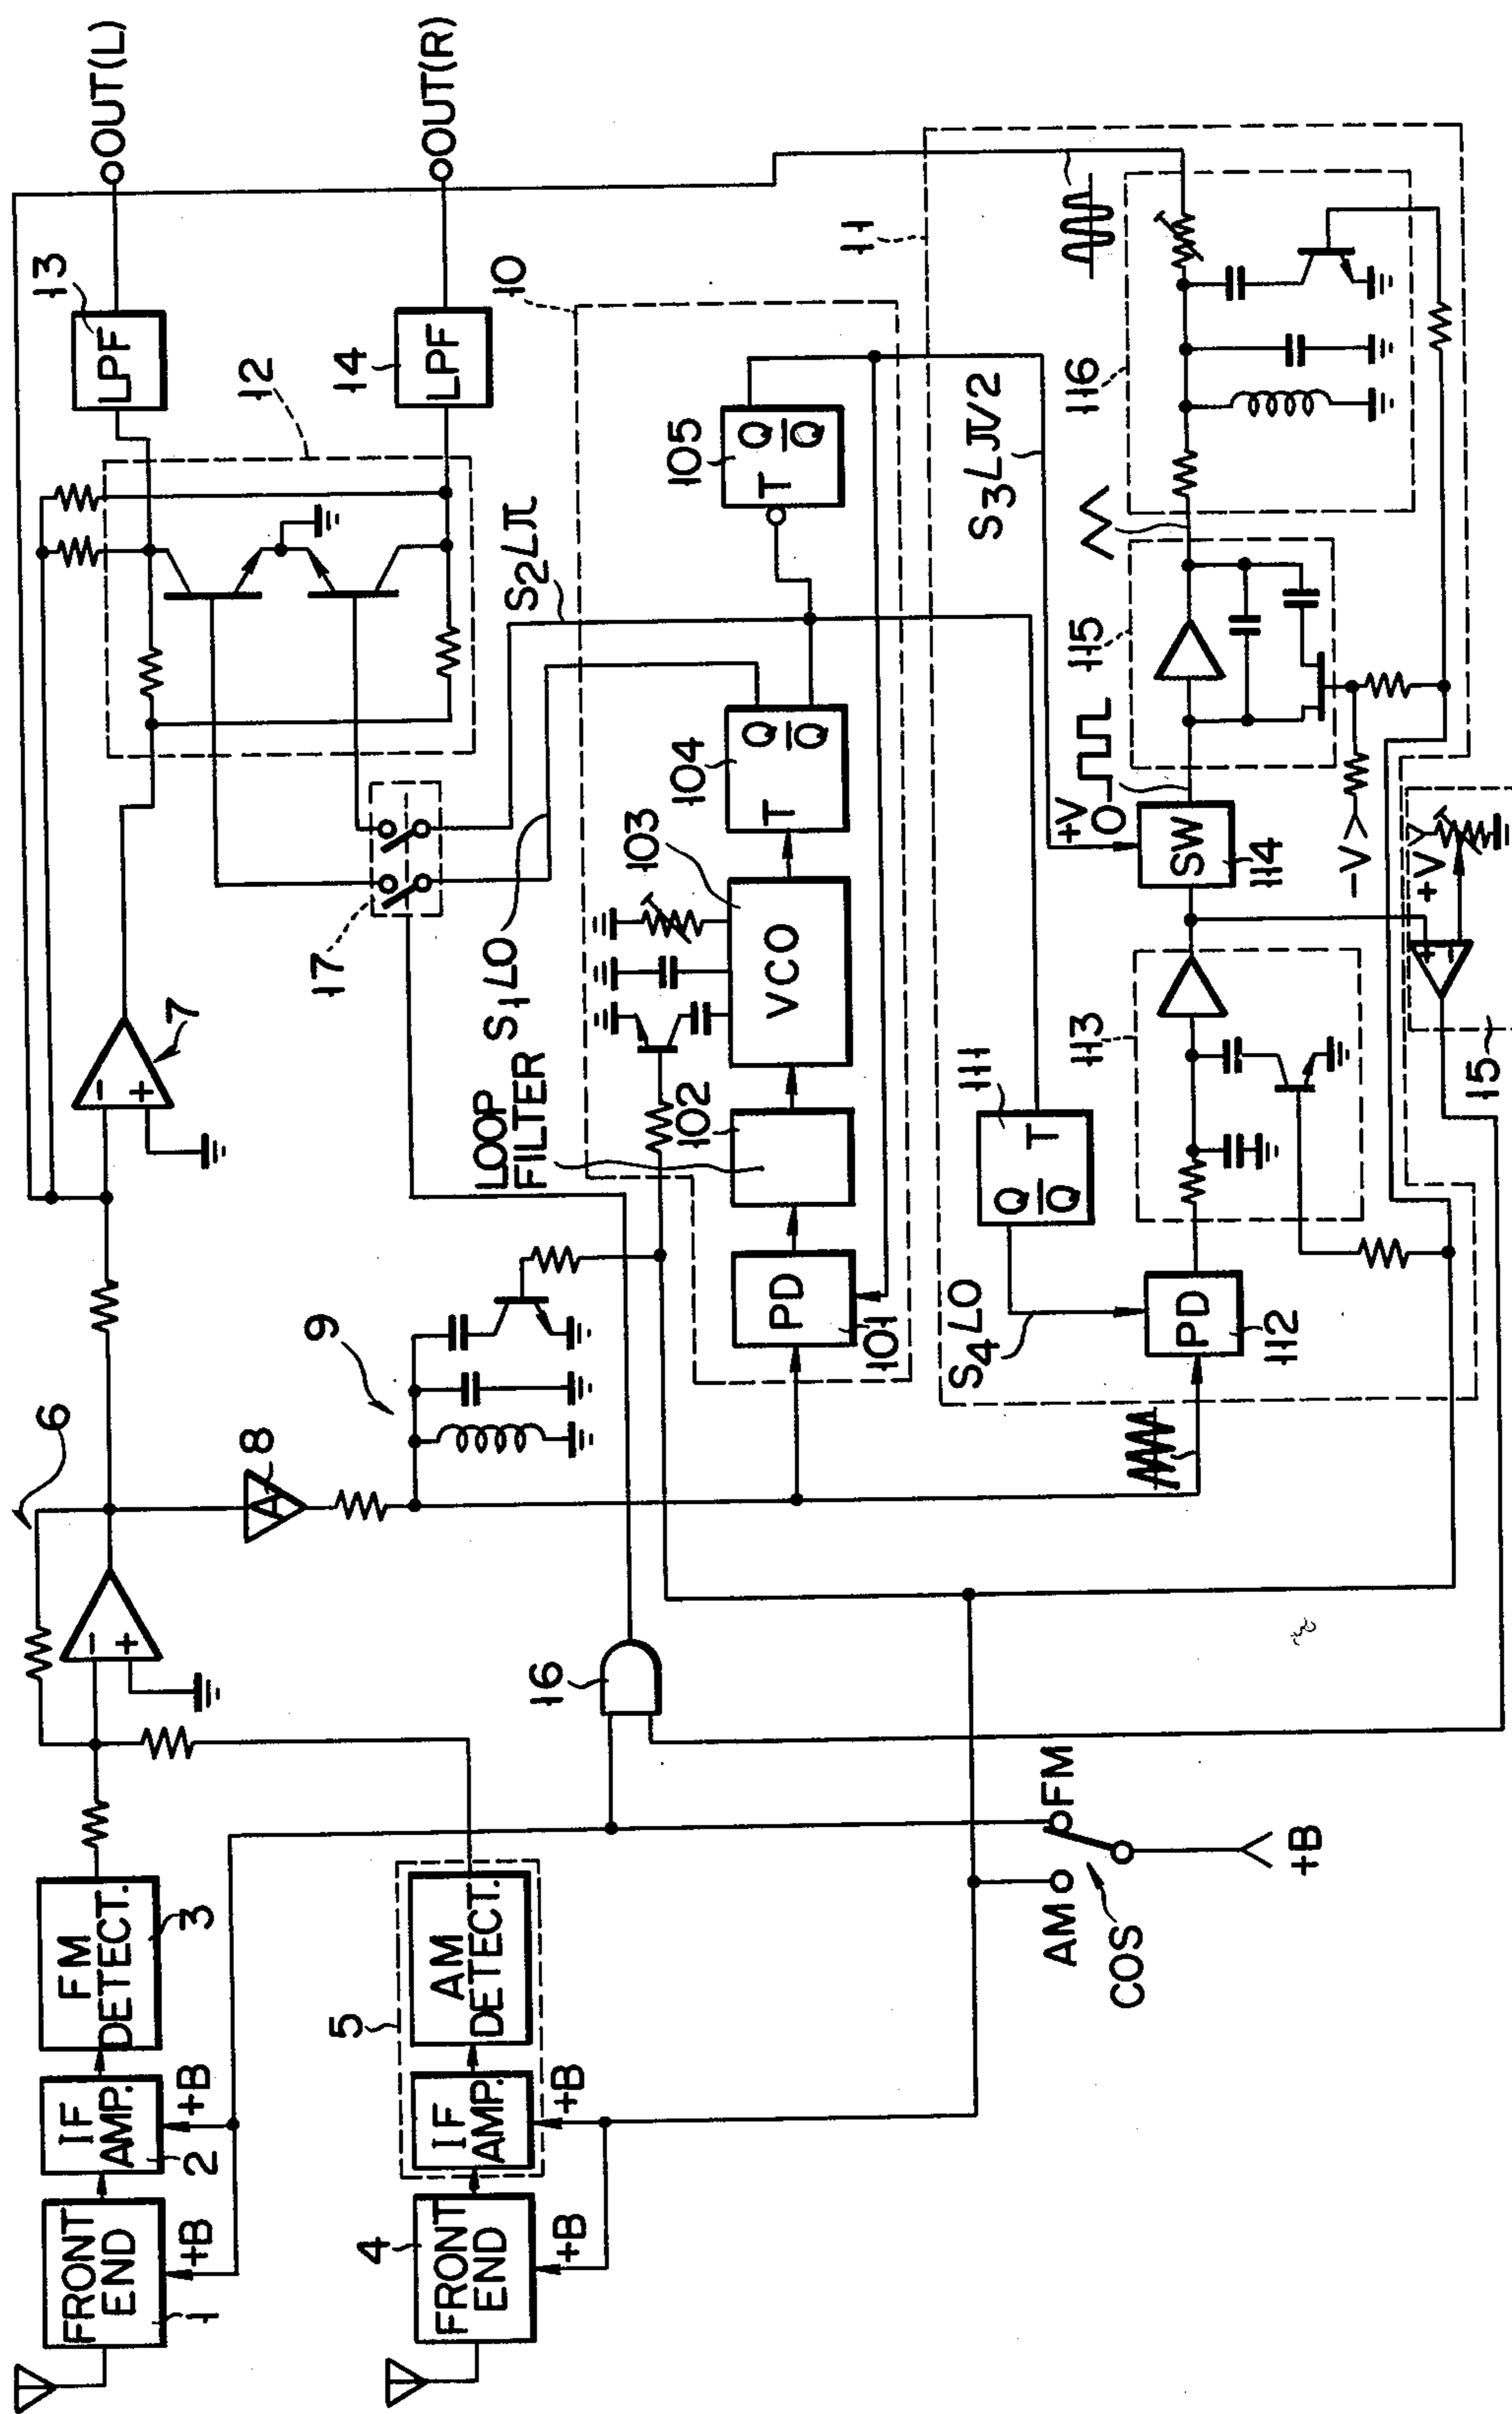 FRONT
END
1
+B
IF
AMP.
2
+B
FM
DETECT.
3
6
-
+
A
8
7
-
+
12
LPF
13
OUT(L)
LPF
14
OUT(R)
FRONT
END
4
+B
IF
AMP.
+B
AM
DETECT.
5
9
16
17
S1∠0
S2∠π
10
LOOP
FILTER
102
PD
101
VCO
103
T
Q
Q̅
104
T
Q
Q̅
105
S3∠π/2
11
111
Q
Q̅
T
S4∠0
PD
112
113
SW
114
+V
0
115
116
-V
+V
+
-
15
AM
FM
COS
+B